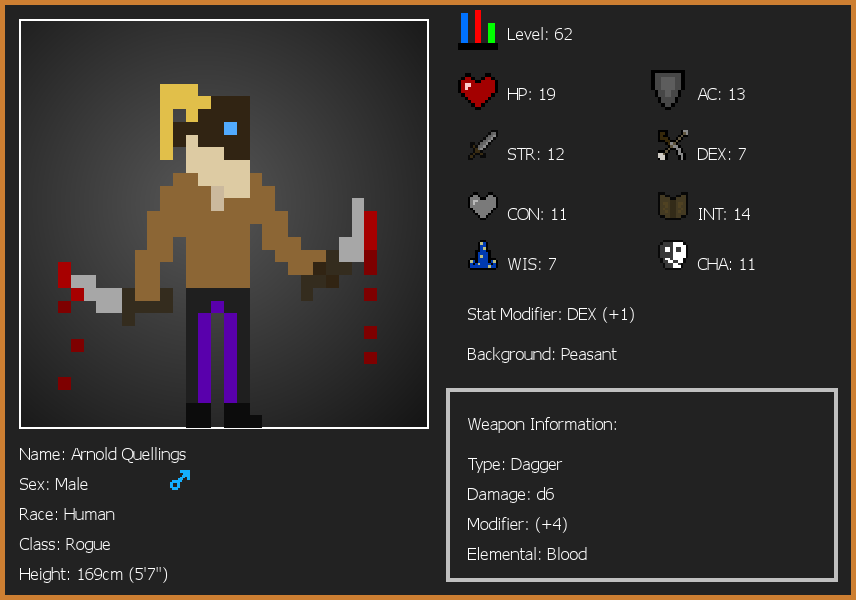 Level: 62
HP: 19
AC: 13
STR: 12
DEX: 7
CON: 11
INT: 14
WIS: 7
CHA: 11
Stat Modifier: DEX (+1)
Background: Peasant
Weapon Information:
Type: Dagger
Damage: d6
Modifier: (+4)
Elemental: Blood
Name: Arnold Quellings
Sex: Male
Race: Human
Class: Rogue
Height: 169cm (5'7")